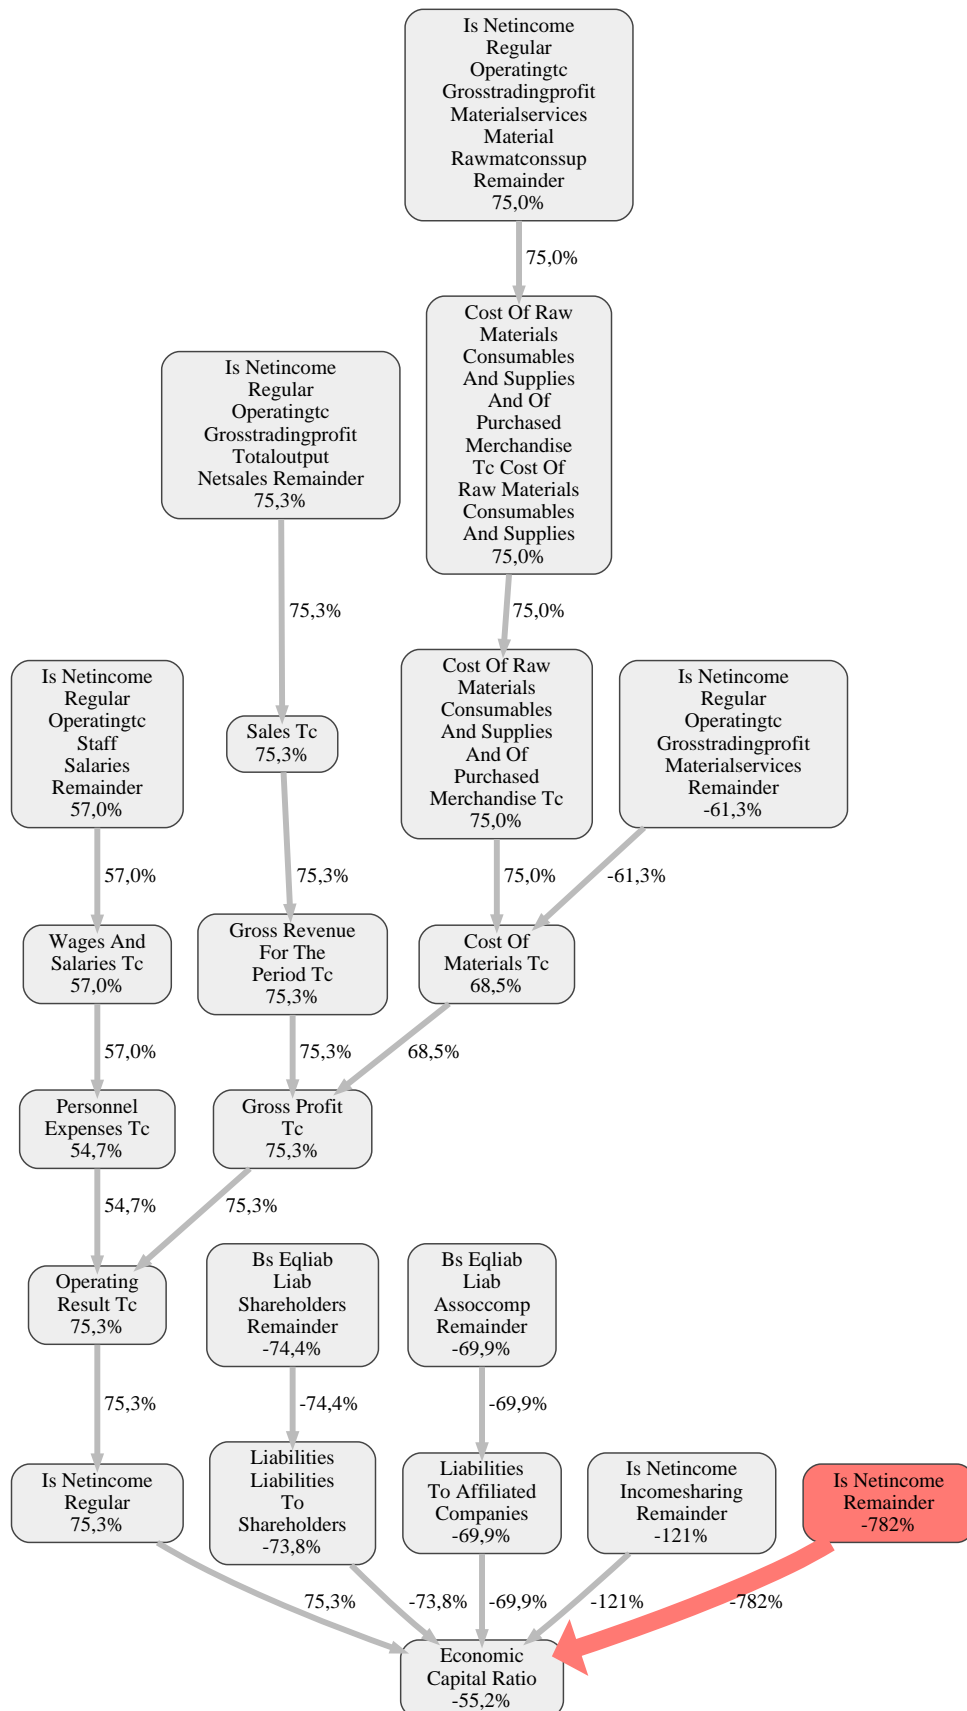 Is Netincome
Regular
Operatingtc
Grosstradingprofit
Materialservices
Material
Rawmatconssup
Remainder
75,0%
75,0%
Cost Of Raw
Materials
Consumables
And Supplies
And Of
Purchased
Merchandise
Tc Cost Of
Raw Materials
Consumables
And Supplies
75,0%
Is Netincome
Regular
Operatingtc
Grosstradingprofit
Totaloutput
Netsales Remainder
75,3%
75,3%
75,0%
Is Netincome
Regular
Operatingtc
Staff
Salaries
Remainder
57,0%
Sales Tc
75,3%
Cost Of Raw
Materials
Consumables
And Supplies
And Of
Purchased
Merchandise Tc
75,0%
Is Netincome
Regular
Operatingtc
Grosstradingprofit
Materialservices
Remainder
-61,3%
57,0%
75,3%
75,0%
-61,3%
Wages And
Salaries Tc
57,0%
Gross Revenue
For The
Period Tc
75,3%
Cost Of
Materials Tc
68,5%
57,0%
75,3%
68,5%
Personnel
Expenses Tc
54,7%
Gross Profit
Tc
75,3%
54,7%
75,3%
Operating
Result Tc
75,3%
Bs Eqliab
Liab
Shareholders
Remainder
-74,4%
Bs Eqliab
Liab
Assoccomp
Remainder
-69,9%
75,3%
-74,4%
-69,9%
Is Netincome
Regular
75,3%
Liabilities
Liabilities
To
Shareholders
-73,8%
Liabilities
To Affiliated
Companies
-69,9%
Is Netincome
Incomesharing
Remainder
-121%
Is Netincome
Remainder
-782%
75,3%
-73,8%
-69,9%
-121%
-782%
Economic
Capital Ratio
-55,2%